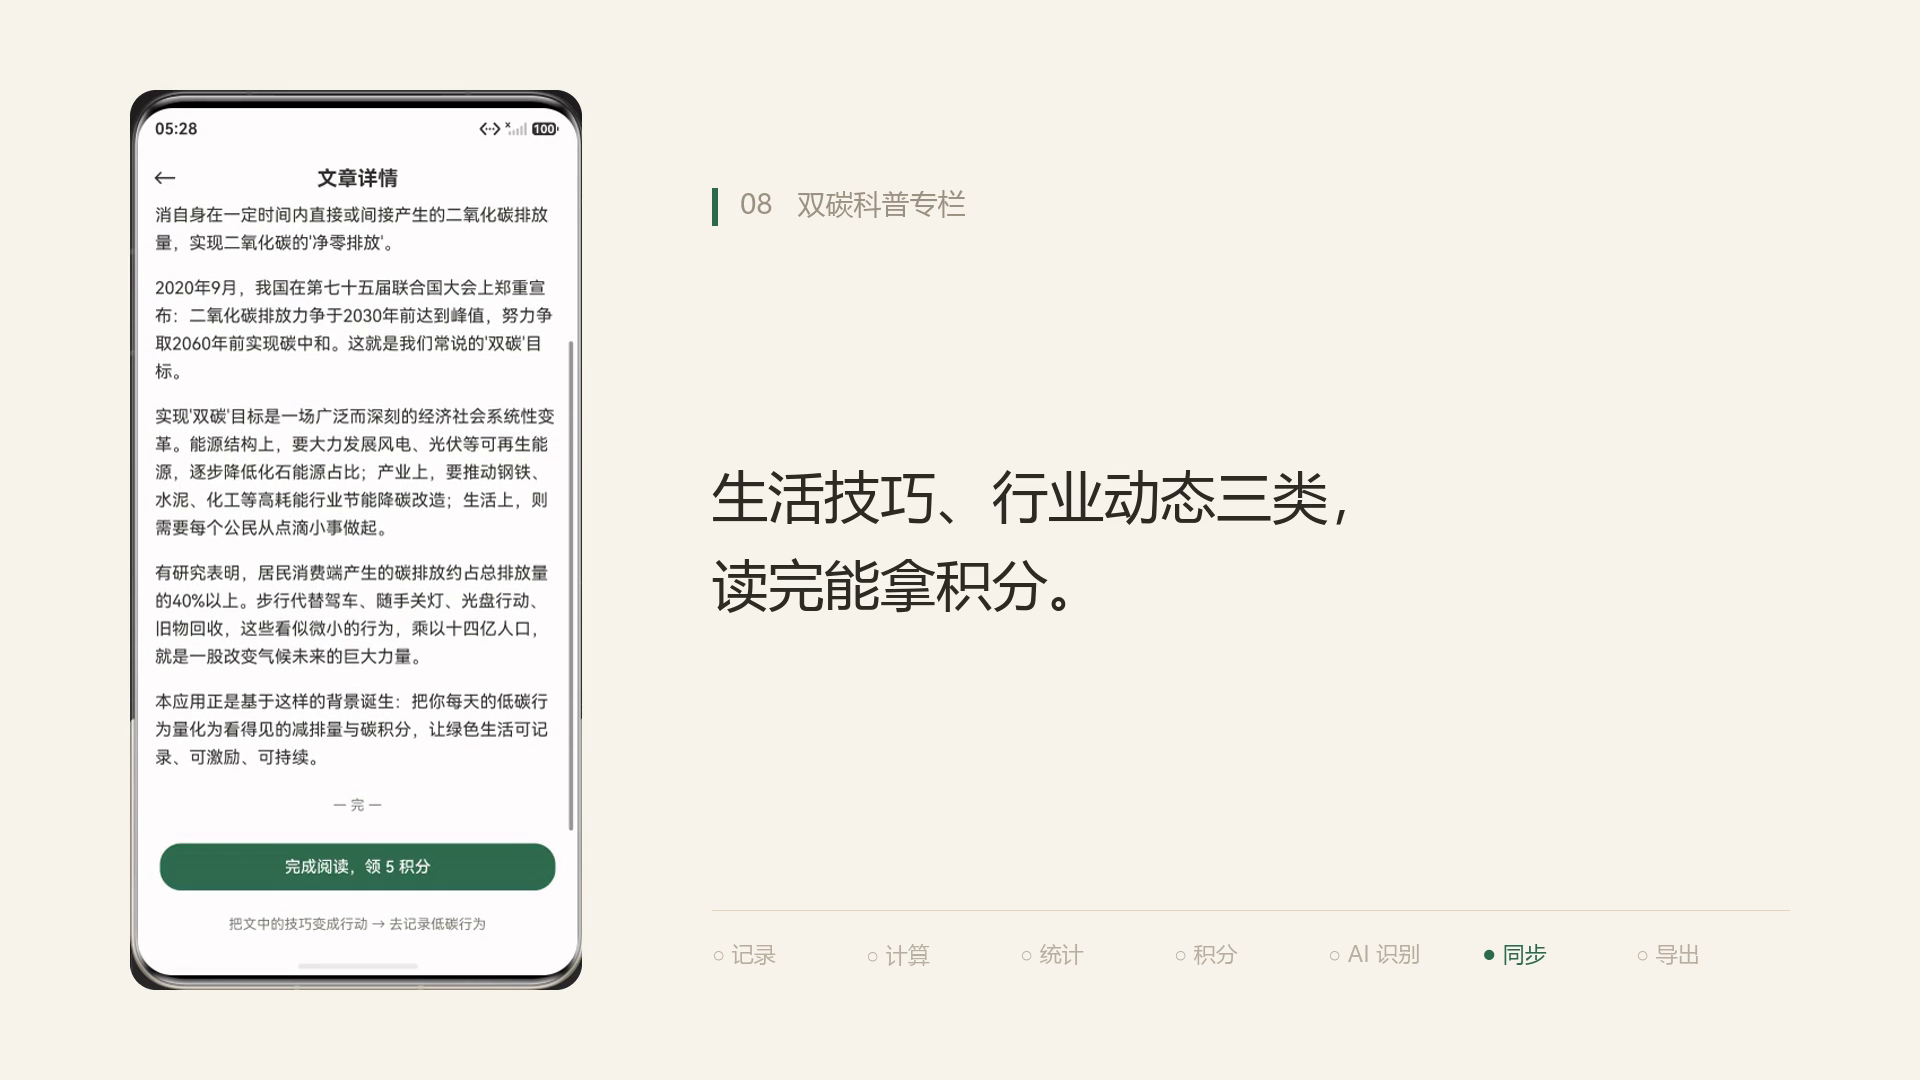 05:28
100
文章详情
消自身在一定时间内直接或间接产生的二氧化碳排放
量，实现二氧化碳的'净零排放'。
2020年9月，我国在第七十五届联合国大会上郑重宣
布：二氧化碳排放力争于2030年前达到峰值，努力争
取2060年前实现碳中和。这就是我们常说的'双碳'目
标。
实现'双碳'目标是一场广泛而深刻的经济社会系统性变
革。能源结构上，要大力发展风电、光伏等可再生能
源，逐步降低化石能源占比；产业上，要推动钢铁、
水泥、化工等高耗能行业节能降碳改造；生活上，则
需要每个公民从点滴小事做起。
有研究表明，居民消费端产生的碳排放约占总排放量
的40%以上。步行代替驾车、随手关灯、光盘行动、
旧物回收，这些看似微小的行为，乘以十四亿人口，
就是一股改变气候未来的巨大力量。
本应用正是基于这样的背景诞生：把你每天的低碳行
为量化为看得见的减排量与碳积分，让绿色生活可记
录、可激励、可持续。
— 完 —
完成阅读，领 5 积分
把文中的技巧变成行动 → 去记录低碳行为
08 双碳科普专栏
生活技巧、行业动态三类，
读完能拿积分。
○ 记录 ○ 计算 ○ 统计 ○ 积分 ○ AI 识别 ● 同步 ○ 导出